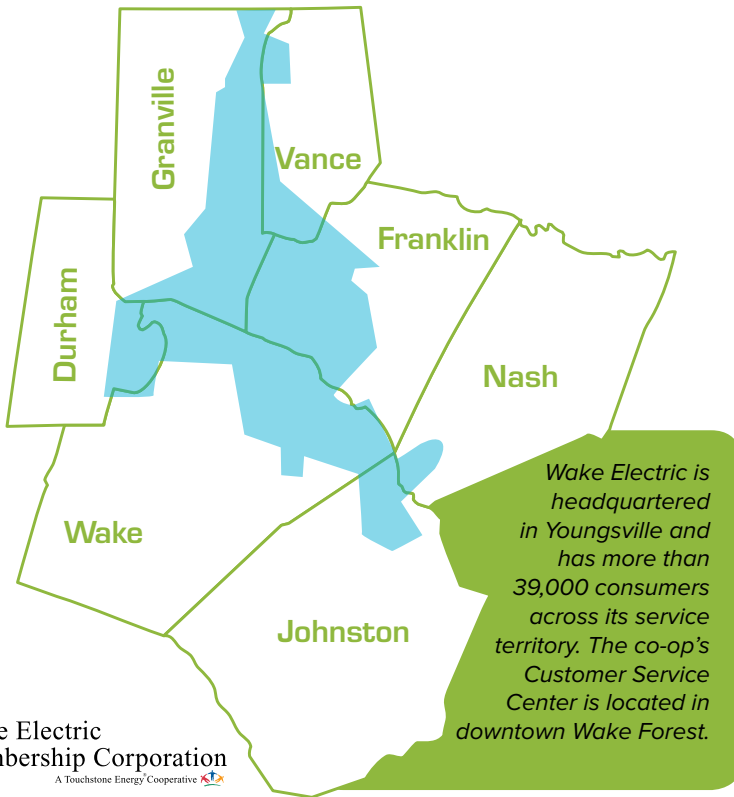 Granville
Vance
Franklin
Durham
Nash
Wake
Johnston
Wake Electric is
headquartered
in Youngsville and
has more than
39,000 consumers
across its service
territory. The co-op's
Customer Service
Center is located in
downtown Wake Forest.
e Electric
bership Corporation
A Touchstone Energy® Cooperative